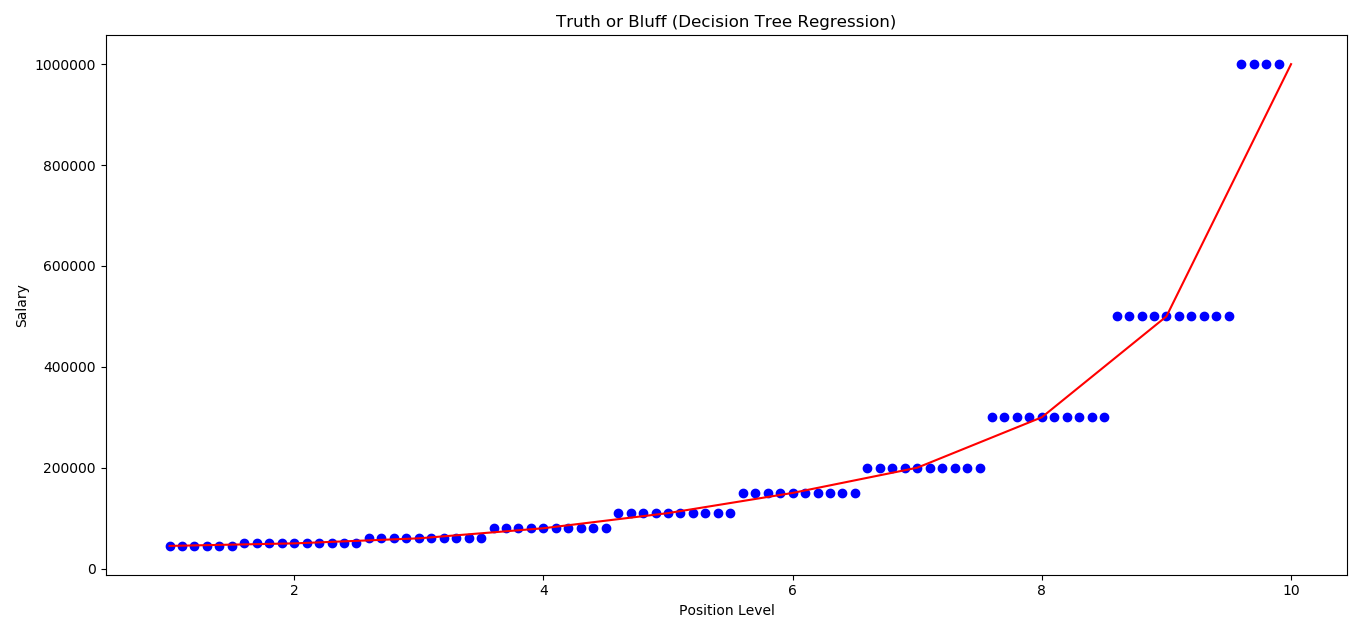 Truth or Bluff (Decision Tree Regression)
1000000
800000
600000
400000
200000
0
Salary
2 4 6 8 10
Position Level